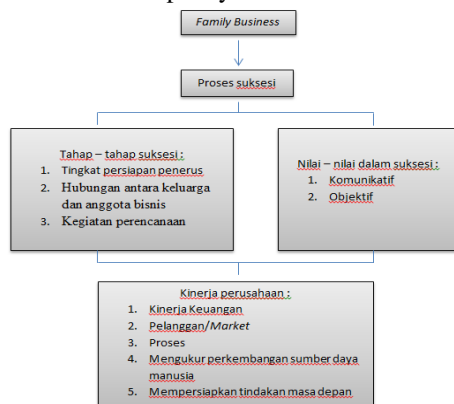 Family Business
Proses suksesi
Tahap – tahap suksesi :
1. Tingkat persiapan penerus
2. Hubungan antara keluarga
dan anggota bisnis
3. Kegiatan perencanaan
Nilai – nilai dalam suksesi :
1. Komunikatif
2. Objektif
Kinerja perusahaan :
1. Kinerja Keuangan
2. Pelanggan/Market
3. Proses
4. Mengukur perkembangan sumber daya
manusia
5. Mempersiapkan tindakan masa depan